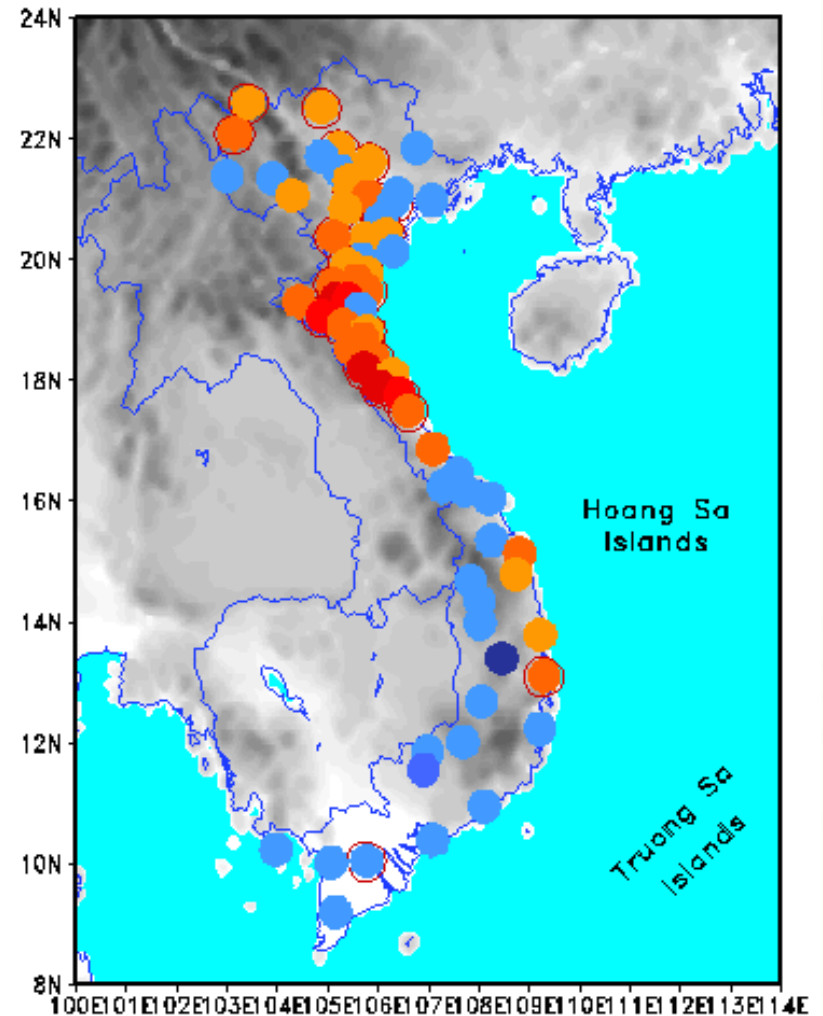 24N
22N
20N
18N
16N
Hoang Sa
Islands
14N
12N
Truong Sa
Islands
10N
8N
100E101E102E103E104E105E106E107E108E109E110E111E112E113E114E